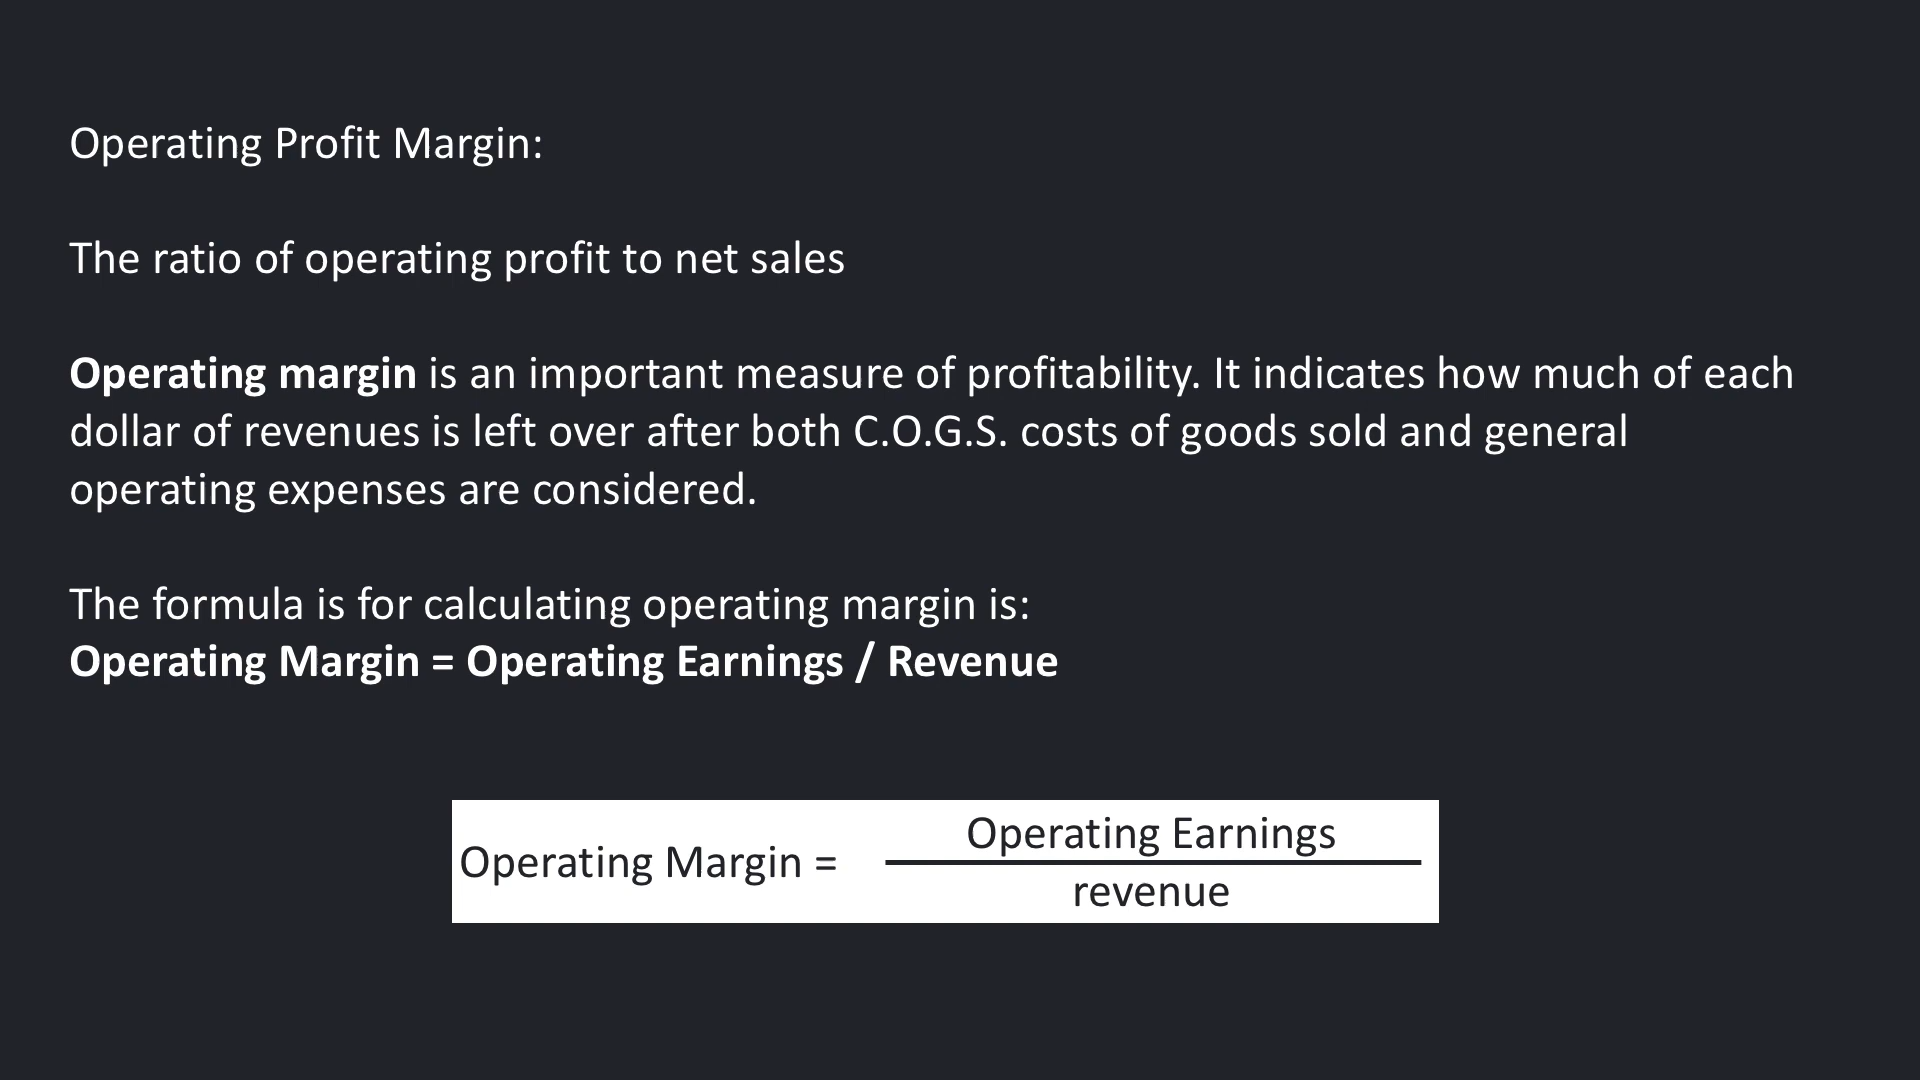 Operating Profit Margin:
The ratio of operating profit to net sales
Operating margin is an important measure of profitability. It indicates how much of each
dollar of revenues is left over after both C.O.G.S. costs of goods sold and general
operating expenses are considered.
The formula is for calculating operating margin is:
Operating Margin = Operating Earnings / Revenue
Operating Margin =
Operating Earnings
revenue